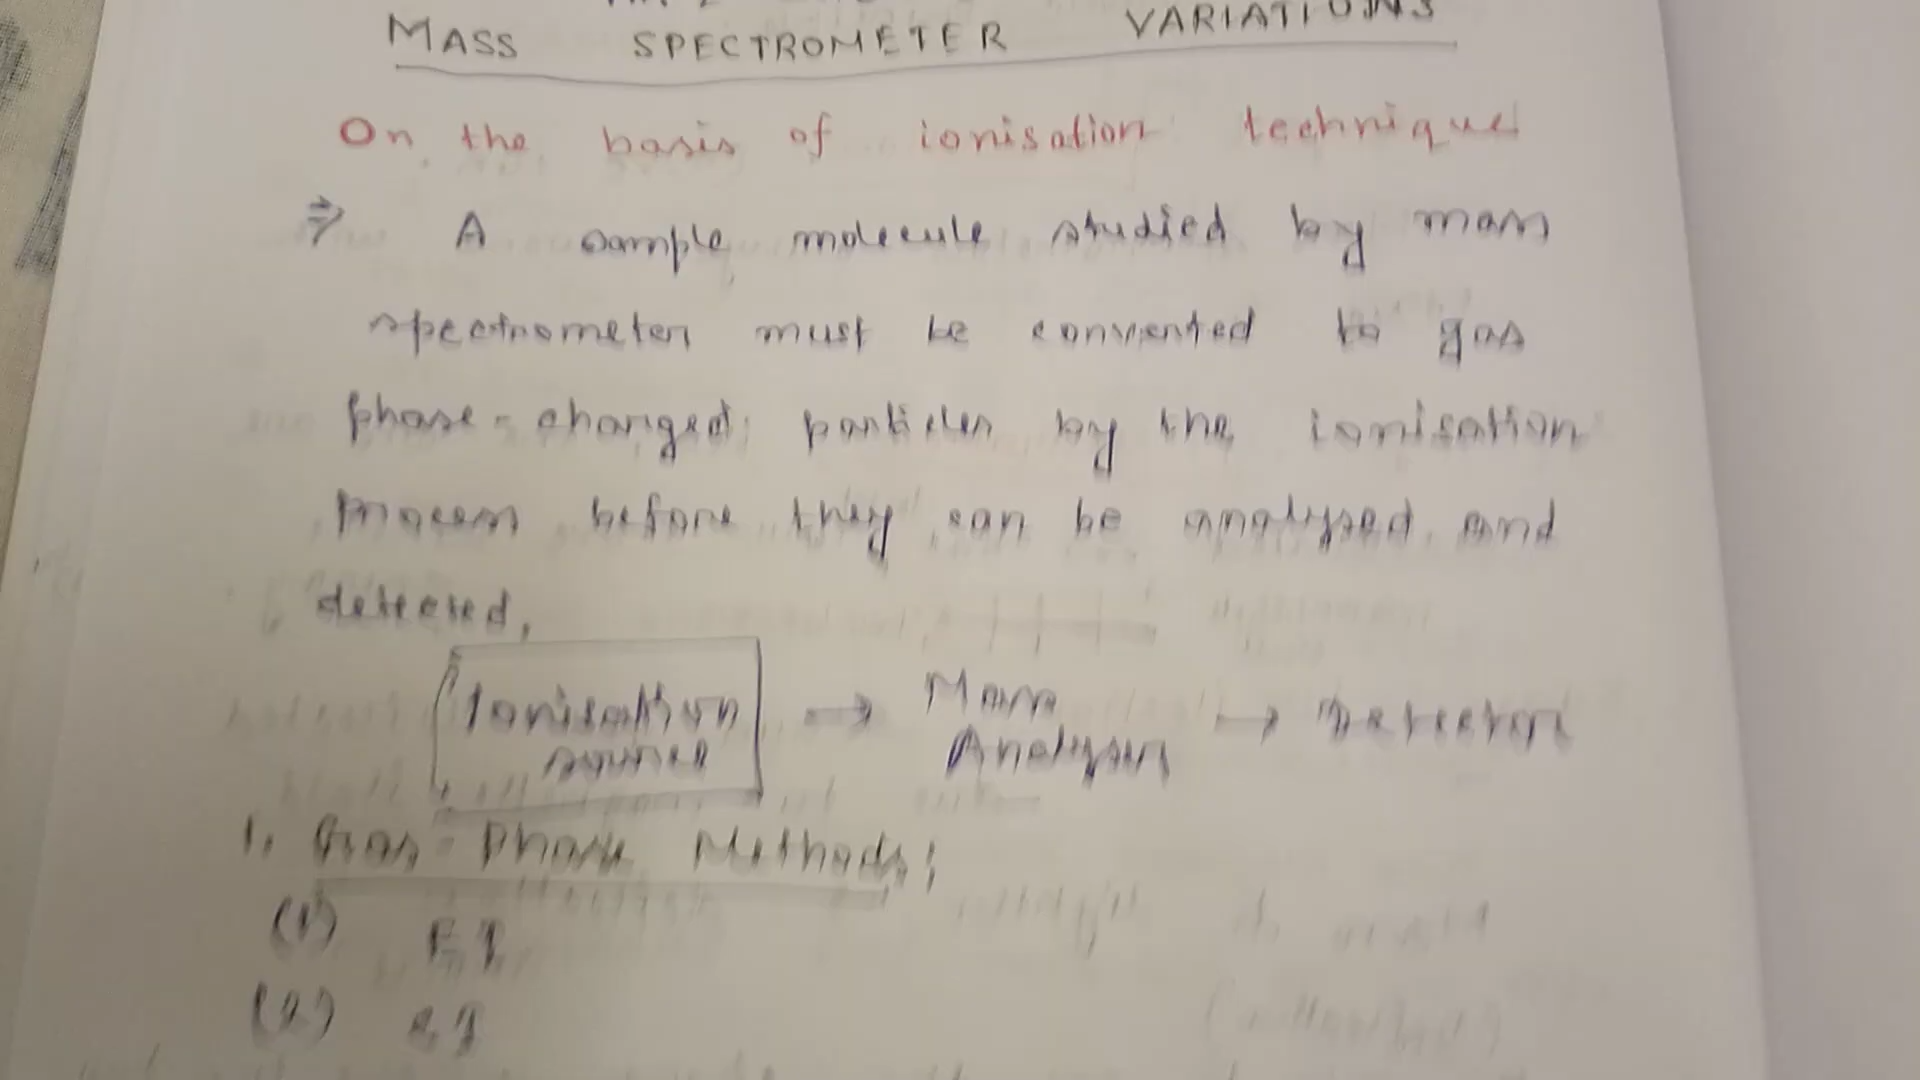 MASS SPECTROMETER VARIATIONS
On the basis of ionisation technique
⇒ A sample molecule studied by mass
spectrometer must be converted to gas
phase-charged particles by the ionisation
process before they can be analysed and
detected,
Ionisation source → Mass Analyser → Detector
1. Gas-Phase Methods;
(1) EI
(2) CI